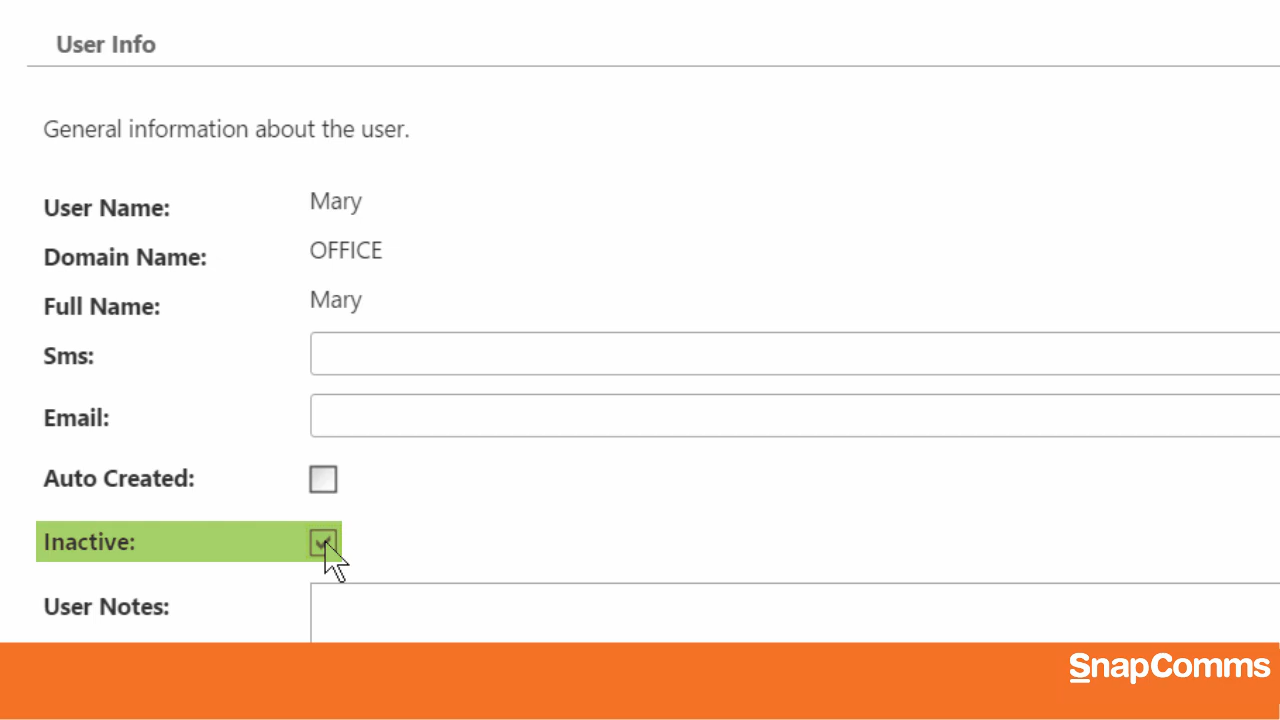 User Info
General information about the user.
User Name: Mary
Domain Name: OFFICE
Full Name: Mary
Sms:
Email:
Auto Created:
Inactive:
User Notes:
SnapComms